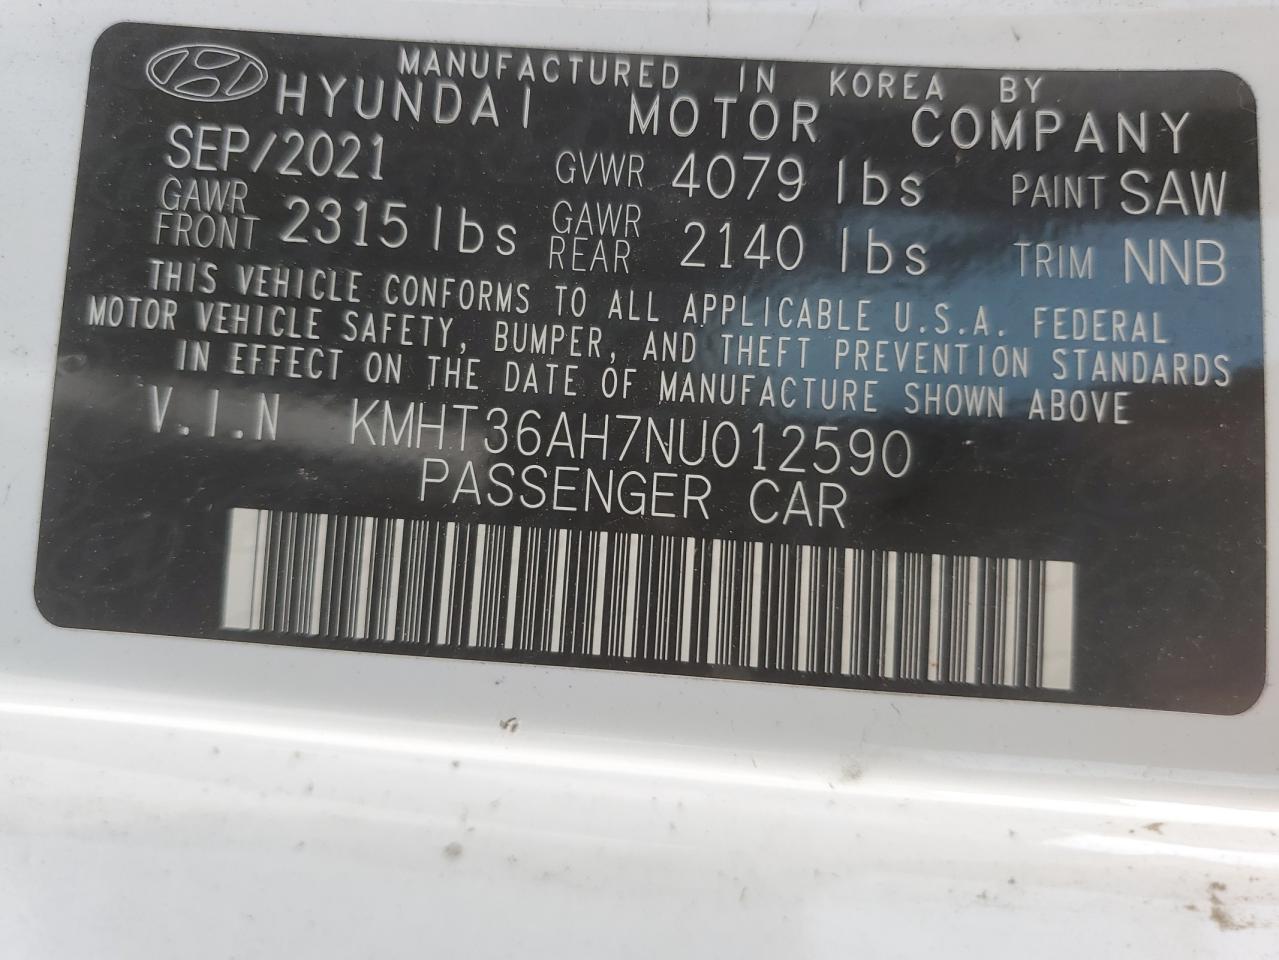 MANUFACTURED IN KOREA BY
HYUNDAI MOTOR COMPANY
SEP/2021 GVWR 4079 lbs PAINT SAW
GAWR FRONT 2315 lbs GAWR REAR 2140 lbs TRIM NNB
THIS VEHICLE CONFORMS TO ALL APPLICABLE U.S.A. FEDERAL
MOTOR VEHICLE SAFETY, BUMPER, AND THEFT PREVENTION STANDARDS
IN EFFECT ON THE DATE OF MANUFACTURE SHOWN ABOVE
V.I.N KMHT36AH7NU012590
PASSENGER CAR